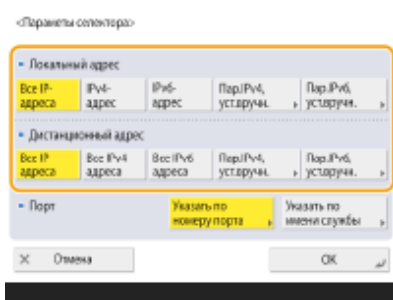 <Параметы селектора>
Локальный адрес
Все IP- IPv4- IPv6- Пар.IPv4, Пар.IPv6,
адреса адрес адрес уст.вручн. уст.вручн.
Дистанционный адрес
Все IP Все IPv4 Все IPv6 Пар.IPv4, Пар.IPv6,
адреса адреса адреса уст.вручн. уст.вручн.
Порт Указать по Указать по
номеру порта имени службы
× Отмена OK